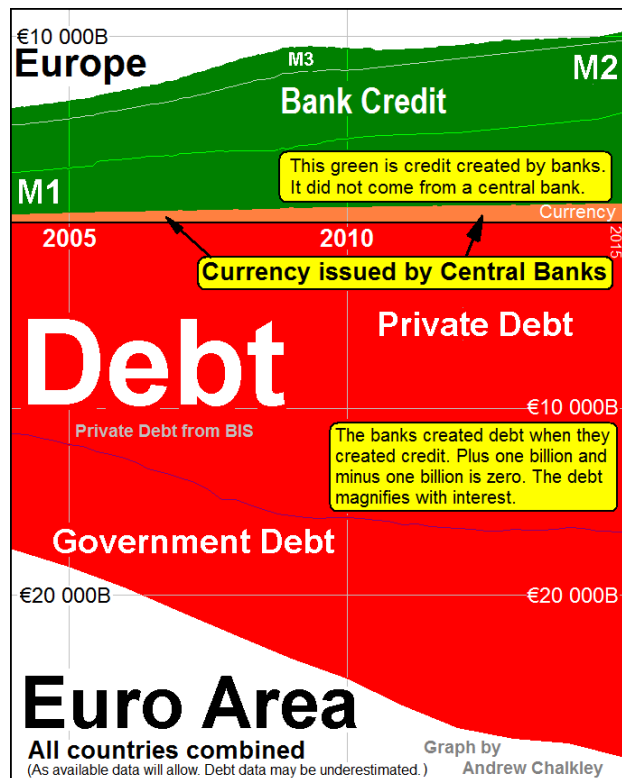 €10 000B
Europe
M3
M2
Bank Credit
This green is credit created by banks.
It did not come from a central bank.
M1
Currency
2005
2010
2015
Currency issued by Central Banks
Private Debt
Debt
€10 000B
Private Debt from BIS
The banks created debt when they
created credit. Plus one billion and
minus one billion is zero. The debt
magnifies with interest.
Government Debt
€20 000B
€20 000B
Euro Area
All countries combined
(As available data will allow. Debt data may be underestimated.)
Graph by
Andrew Chalkley